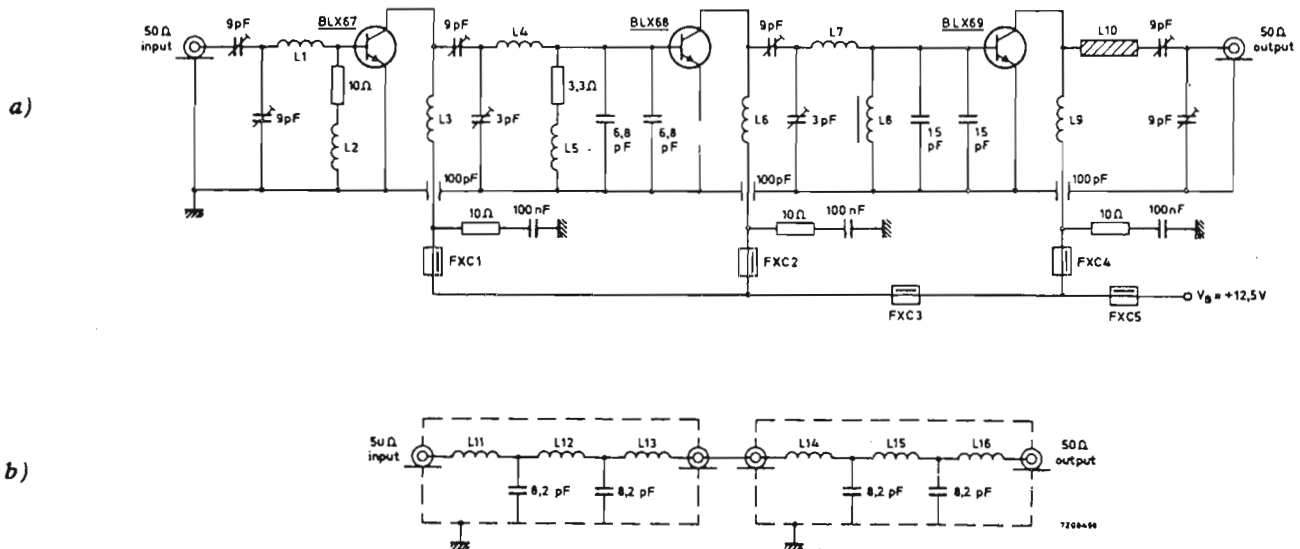 a)
50Ω
input
9pF
9pF
L1
BLX67
10Ω
L2
L3
9pF
3pF
L4
3,3Ω
L5
6,8
pF
6,8
pF
BLX68
L6
9pF
3pF
L7
L8
15
pF
15
pF
BLX69
L9
L10
9pF
9pF
50Ω
output
100pF
10Ω
100nF
FXC1
100pF
10Ω
100nF
FXC2
100 pF
10Ω
100nF
FXC4
FXC3
FXC5
VB = +12,5V
b)
50Ω
input
L11
L12
L13
8,2 pF
8,2 pF
L14
L15
L16
8,2 pF
8,2 pF
50Ω
output